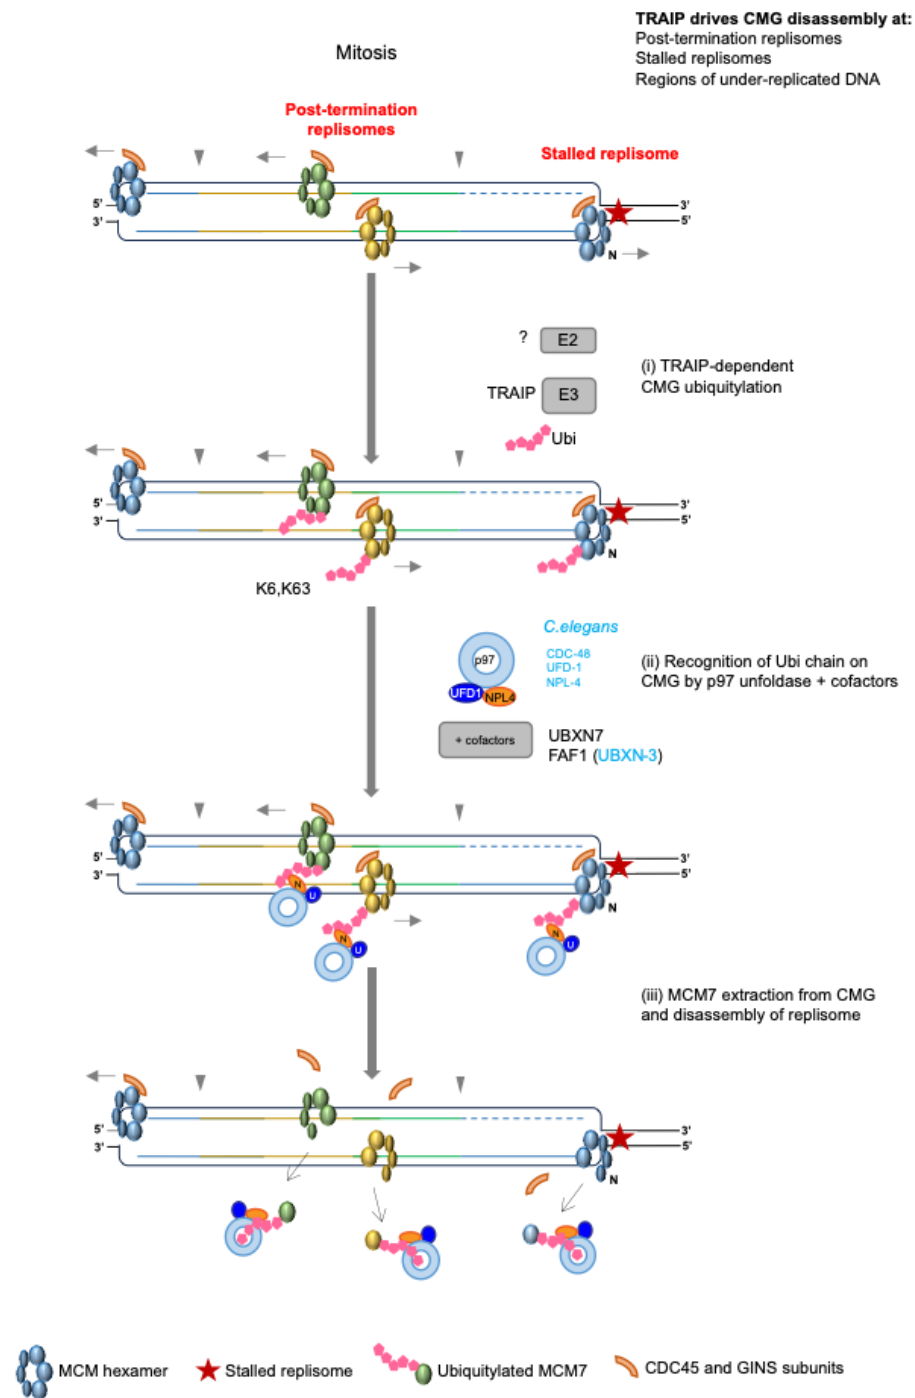 TRAIP drives CMG disassembly at:
Post-termination replisomes
Stalled replisomes
Regions of under-replicated DNA
Mitosis
Post-termination
replisomes
Stalled replisome
5'
3'
3'
5'
N
?
E2
TRAIP
E3
Ubi
(i) TRAIP-dependent
CMG ubiquitylation
5'
3'
3'
5'
N
K6,K63
C.elegans
CDC-48
UFD-1
NPL-4
p97
UFD1
NPL4
(ii) Recognition of Ubi chain on
CMG by p97 unfoldase + cofactors
+ cofactors
UBXN7
FAF1 (UBXN-3)
5'
3'
3'
5'
N
N
U
N
U
N
U
(iii) MCM7 extraction from CMG
and disassembly of replisome
5'
3'
3'
5'
N
MCM hexamer
Stalled replisome
Ubiquitylated MCM7
CDC45 and GINS subunits